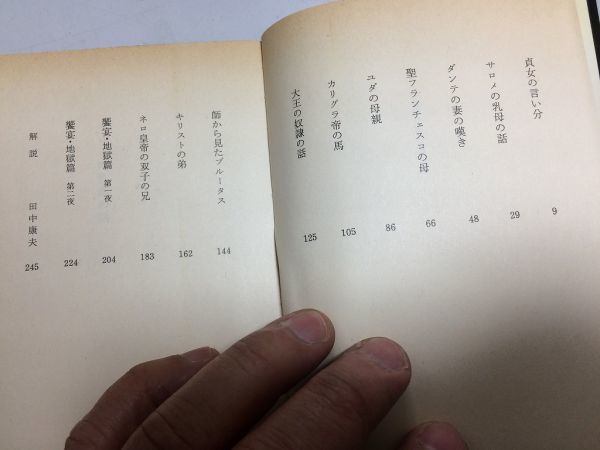 貞女の言い分 9
サロメの乳母の話 29
ダンテの妻の嘆き 48
聖フランチェスコの母 66
ユダの母親 86
カリグラ帝の馬 105
大王の奴隷の話 125
師から見たブルータス 144
キリストの弟 162
ネロ皇帝の双子の兄 183
饗宴・地獄篇 第一夜 204
饗宴・地獄篇 第二夜 224
解説 田中康夫 245